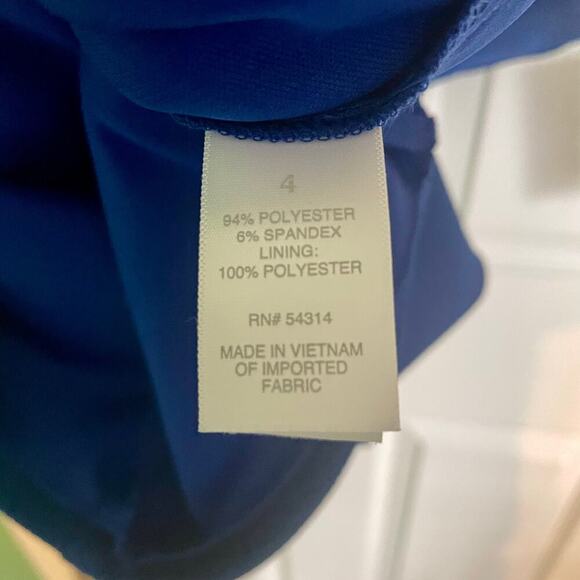 4
94% POLYESTER
6% SPANDEX
LINING:
100% POLYESTER
RN# 54314
MADE IN VIETNAM
OF IMPORTED
FABRIC